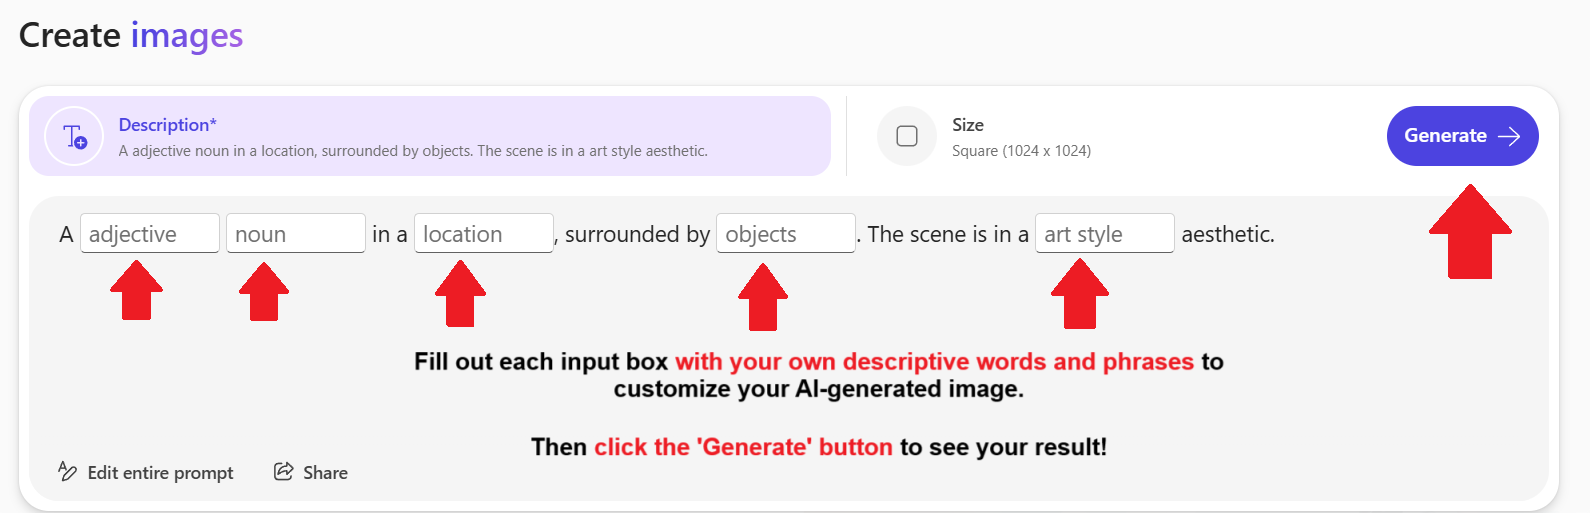 Create images
Description*
A adjective noun in a location, surrounded by objects. The scene is in a art style aesthetic.
Size
Square (1024 x 1024)
Generate
A adjective noun in a location, surrounded by objects. The scene is in a art style aesthetic.
Fill out each input box with your own descriptive words and phrases to
customize your AI-generated image.
Then click the 'Generate' button to see your result!
Edit entire prompt
Share